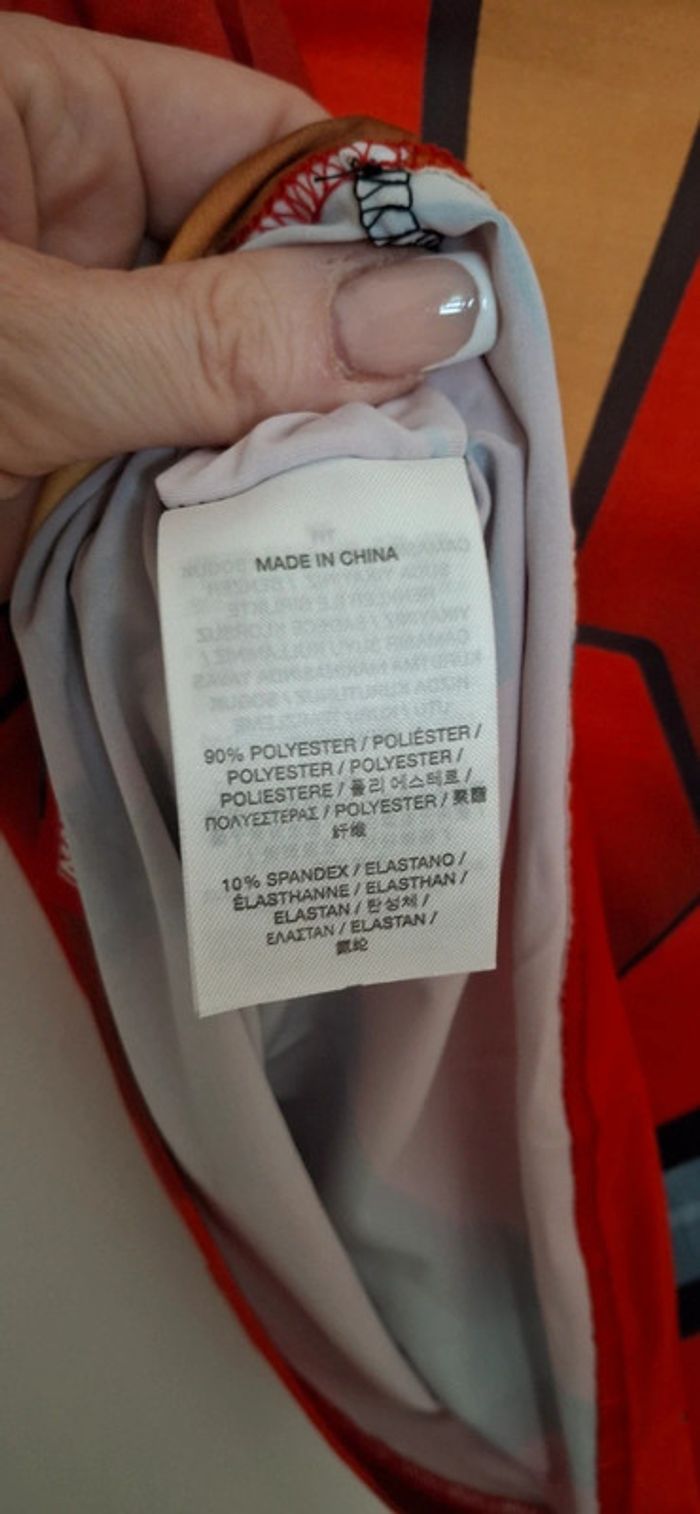 MADE IN CHINA
90% POLYESTER / POLIÉSTER /
POLYESTER / POLYESTER /
POLIESTERE / 폴리 에스테르 /
ΠΟΛΥΕΣΤΕΡΑΣ / POLYESTER / 聚酯
纤维
10% SPANDEX / ELASTANO /
ÉLASTHANNE / ELASTHAN /
ELASTAN / 탄성체 /
ΕΛΑΣΤΑΝ / ELASTAN /
氨纶